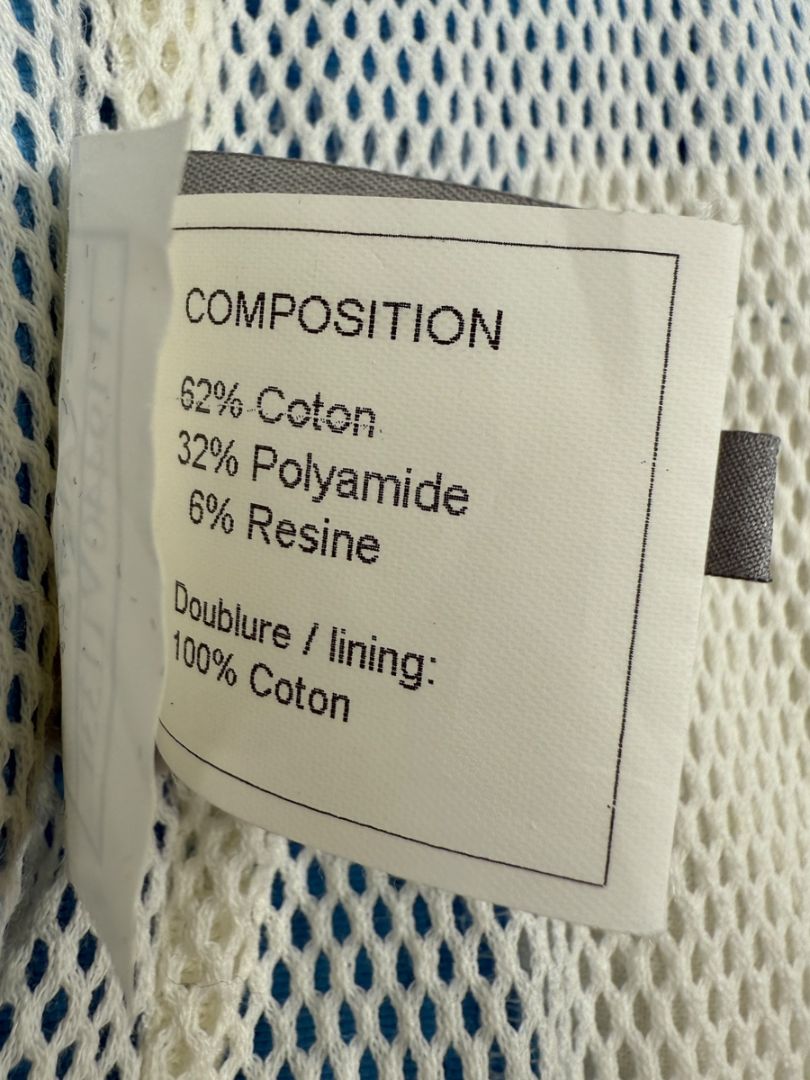 COMPOSITION
62% Coton
32% Polyamide
6% Resine
Doublure / lining:
100% Coton